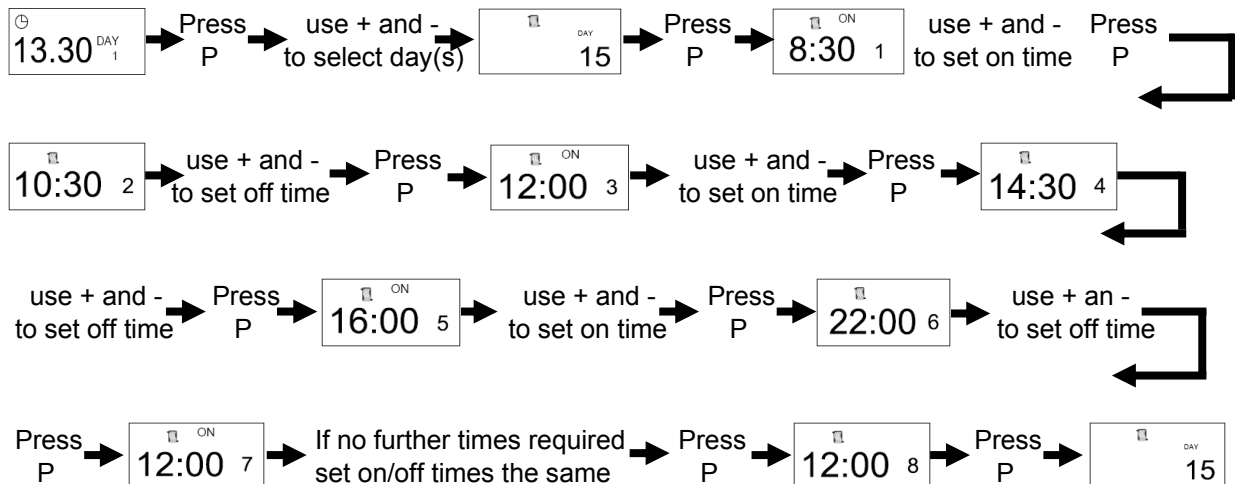 13.30 DAY 1
Press P
use + and - to select day(s)
DAY 15
Press P
ON 8:30 1
use + and - to set on time
Press P
10:30 2
use + and - to set off time
Press P
ON 12:00 3
use + and - to set on time
Press P
14:30 4
use + and - to set off time
Press P
ON 16:00 5
use + and - to set on time
Press P
22:00 6
use + an - to set off time
Press P
ON 12:00 7
If no further times required set on/off times the same
Press P
12:00 8
Press P
DAY 15